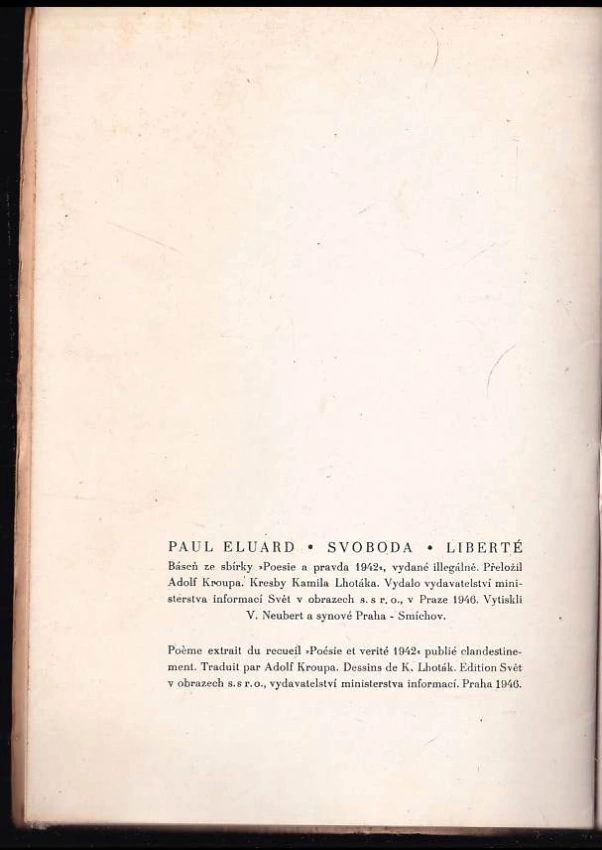 PAUL ELUARD • SVOBODA • LIBERTÉ
Báseň ze sbírky »Poesie a pravda 1942«, vydané illegálně. Přeložil
Adolf Kroupa. Kresby Kamila Lhotáka. Vydalo vydavatelství mini-
sterstva informací Svět v obrazech s. s r. o., v Praze 1946. Vytiskli
V. Neubert a synové Praha - Smíchov.
Poème extrait du recueil »Poésie et verité 1942« publié clandestine-
ment. Traduit par Adolf Kroupa. Dessins de K. Lhoták. Edition Svět
v obrazech s. s r. o., vydavatelství ministerstva informací. Praha 1946.